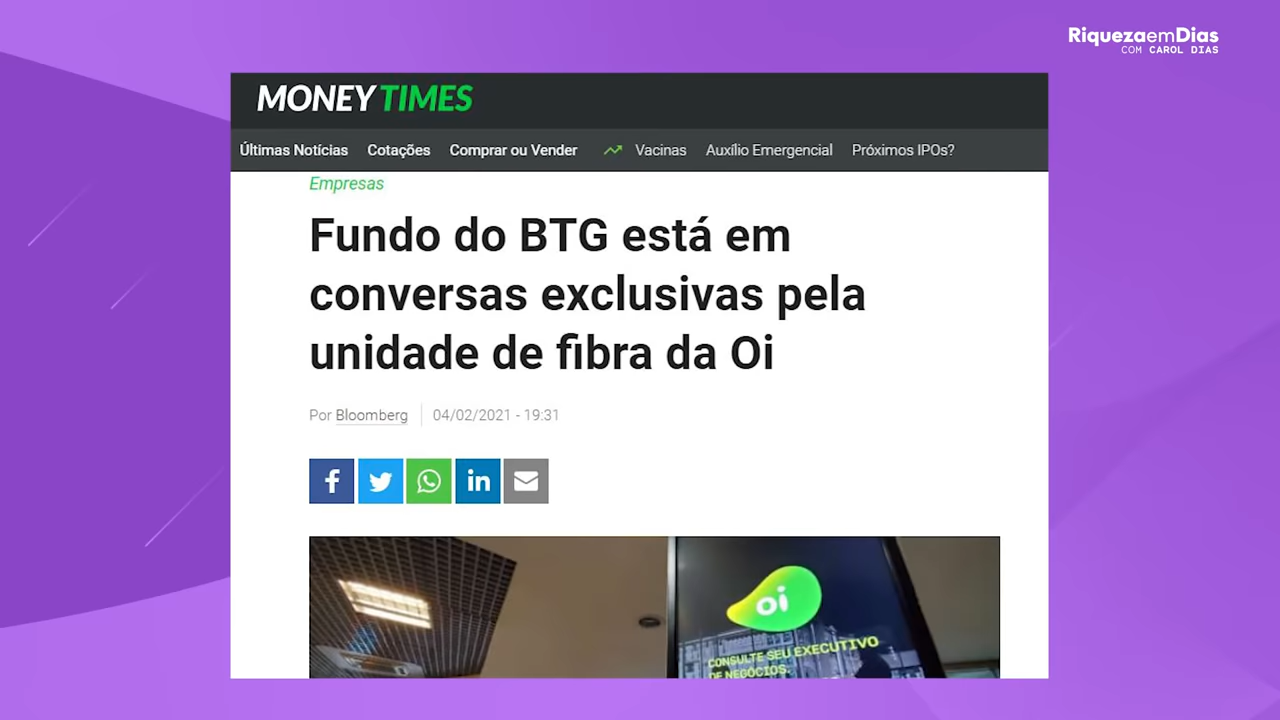 RiquezaemDias
COM CAROL DIAS
MONEY TIMES
Últimas Notícias Cotações Comprar ou Vender Vacinas Auxílio Emergencial Próximos IPOs?
Empresas
Fundo do BTG está em
conversas exclusivas pela
unidade de fibra da Oi
Por Bloomberg 04/02/2021 - 19:31
oi
CONSULTE SEU EXECUTIVO
DE NEGÓCIOS.